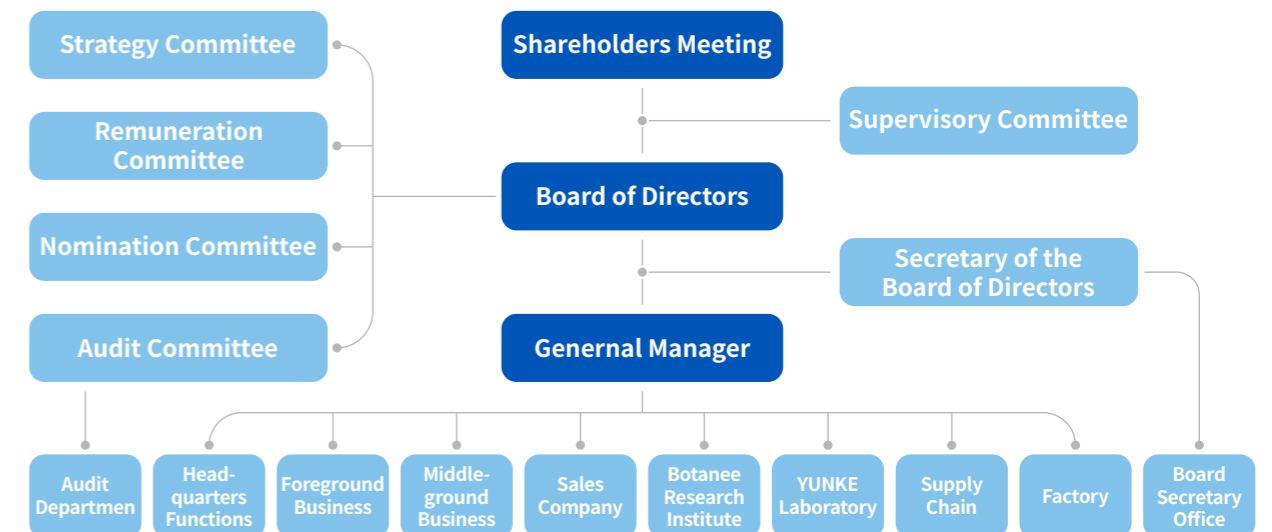 Strategy Committee
Shareholders Meeting
Supervisory Committee
Remuneration
Committee
Board of Directors
Nomination Committee
Secretary of the
Board of Directors
Audit Committee
Genernal Manager
Audit
Departmen
Head-
quarters
Functions
Foreground
Business
Middle-
ground
Business
Sales
Company
Botanee
Research
Institute
YUNKE
Laboratory
Supply
Chain
Factory
Board
Secretary
Office